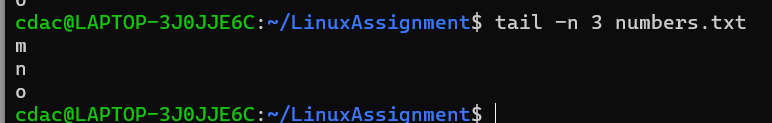 o
cdac@LAPTOP-3J0JJE6C:~/LinuxAssignment$ tail -n 3 numbers.txt
m
n
o
cdac@LAPTOP-3J0JJE6C:~/LinuxAssignment$